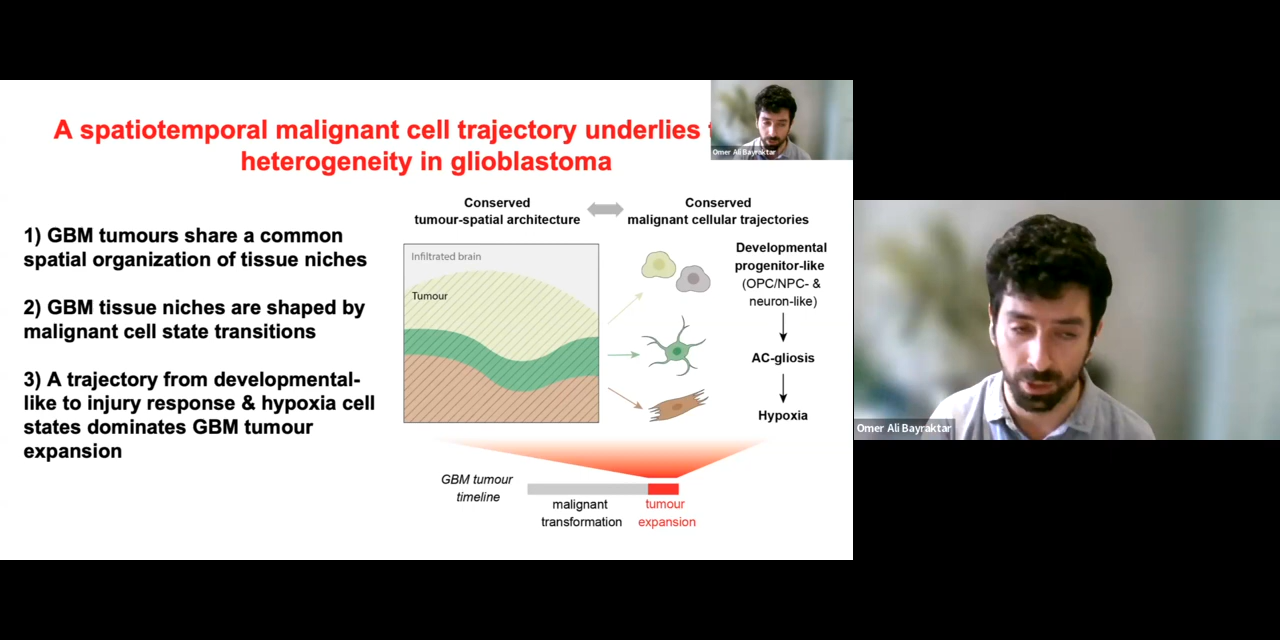 A spatiotemporal malignant cell trajectory underlies
heterogeneity in glioblastoma
Omer Ali Bayraktar
1) GBM tumours share a common
spatial organization of tissue niches
2) GBM tissue niches are shaped by
malignant cell state transitions
3) A trajectory from developmental-
like to injury response & hypoxia cell
states dominates GBM tumour
expansion
Conserved
tumour-spatial architecture
Conserved
malignant cellular trajectories
Infiltrated brain
Tumour
Developmental
progenitor-like
(OPC/NPC- &
neuron-like)
AC-gliosis
Hypoxia
GBM tumour
timeline
malignant
transformation
tumour
expansion
Omer Ali Bayraktar